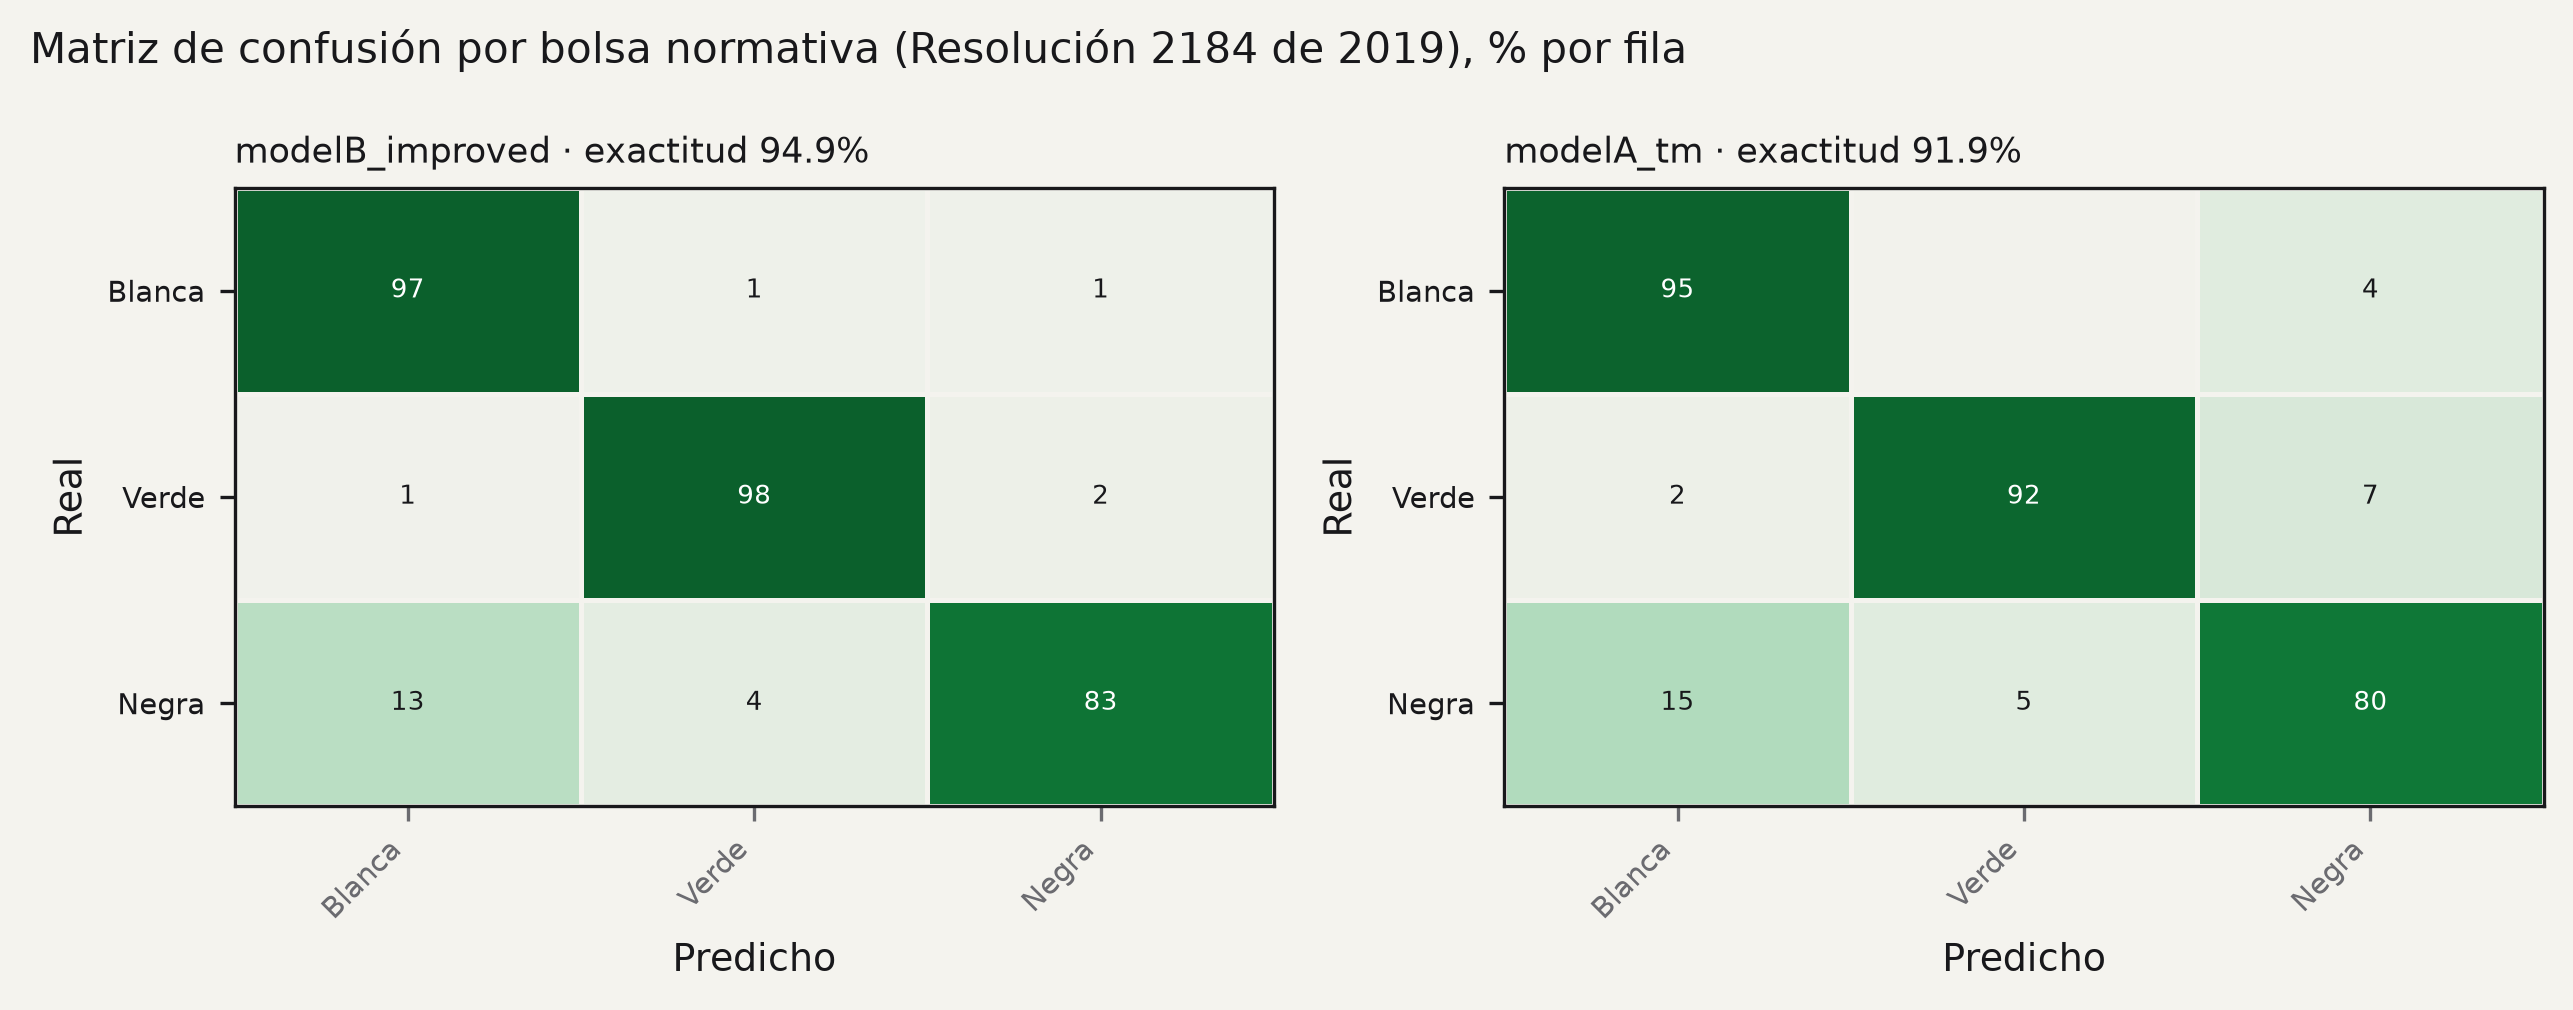 Matriz de confusión por bolsa normativa (Resolución 2184 de 2019), % por fila
modelB_improved · exactitud 94.9%
Real
Blanca 97 1 1
Verde 1 98 2
Negra 13 4 83
Blanca Verde Negra
Predicho
modelA_tm · exactitud 91.9%
Real
Blanca 95 4
Verde 2 92 7
Negra 15 5 80
Blanca Verde Negra
Predicho